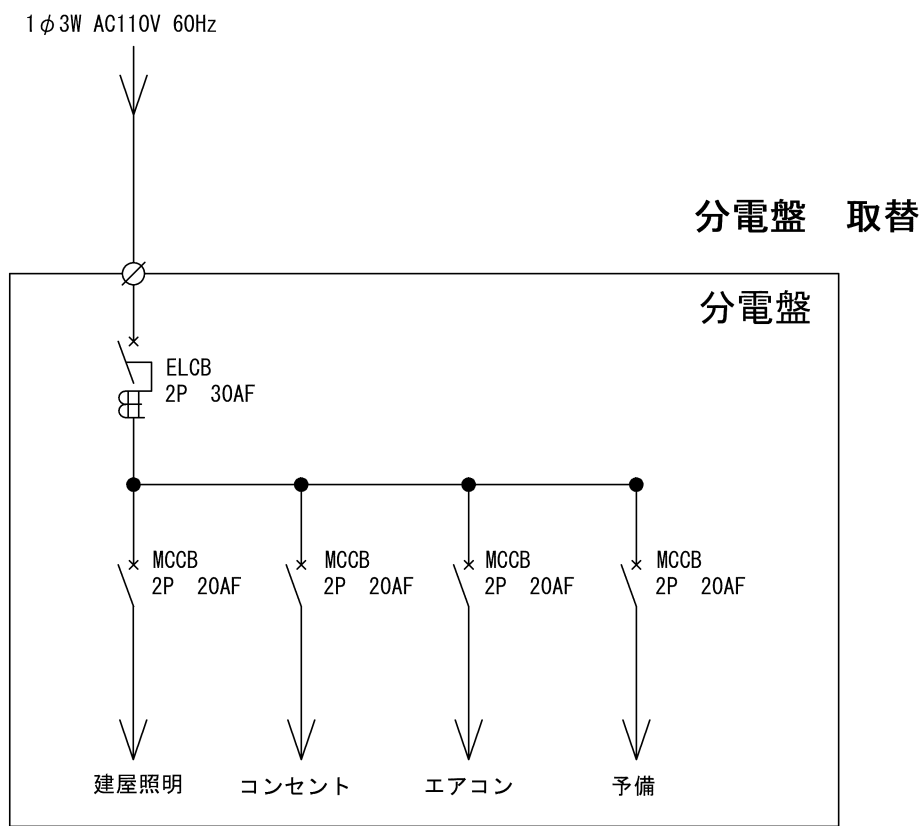 1φ3W AC110V 60Hz
分電盤　取替
分電盤
ELCB
2P　30AF
MCCB
2P　20AF
MCCB
2P　20AF
MCCB
2P　20AF
MCCB
2P　20AF
建屋照明
コンセント
エアコン
予備